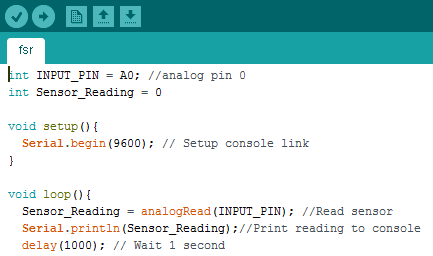 fsr
int INPUT_PIN = A0; //analog pin 0
int Sensor_Reading = 0

void setup(){
  Serial.begin(9600); // Setup console link
}

void loop(){
  Sensor_Reading = analogRead(INPUT_PIN); //Read sensor
  Serial.println(Sensor_Reading);//Print reading to console
  delay(1000); // Wait 1 second